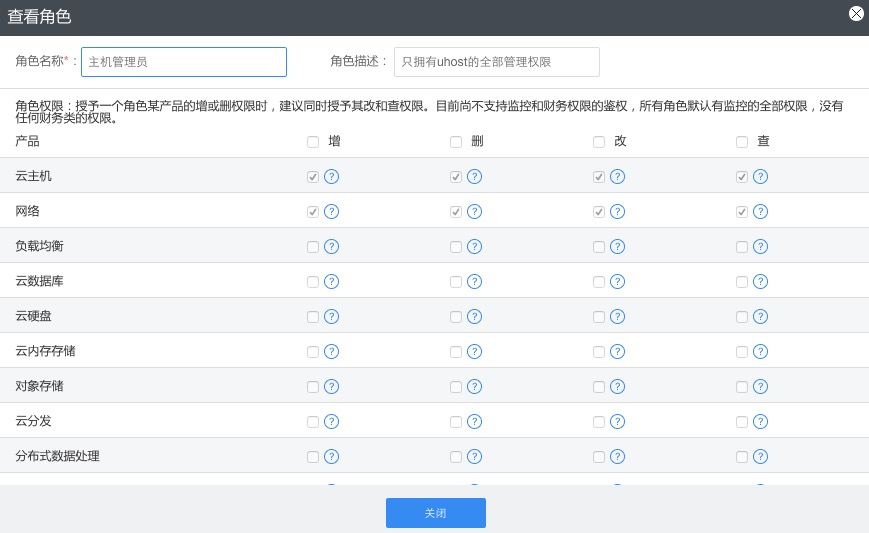 查看角色
角色名称*： 主机管理员 角色描述： 只拥有uhost的全部管理权限
角色权限：授予一个角色某产品的增或删权限时，建议同时授予其改和查权限。目前尚不支持监控和财务权限的鉴权，所有角色默认有监控的全部权限，没有
任何财务类的权限。
产品 增 删 改 查
云主机 ? ? ? ?
网络 ? ? ? ?
负载均衡 ? ? ? ?
云数据库 ? ? ? ?
云硬盘 ? ? ? ?
云内存存储 ? ? ? ?
对象存储 ? ? ? ?
云分发 ? ? ? ?
分布式数据处理 ? ? ? ?
关闭